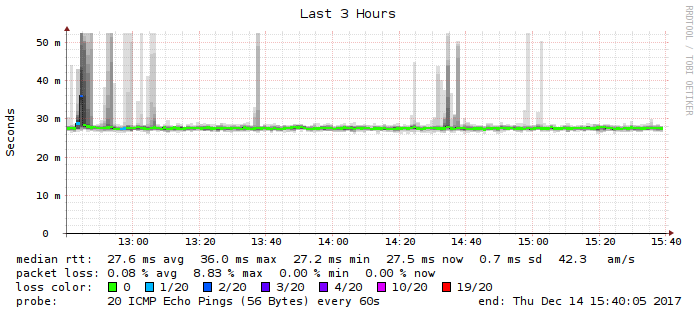 Last 3 Hours
RRDTOOL / TOBI OETIKER
Seconds
50 m
40 m
30 m
20 m
10 m
0
13:00 13:20 13:40 14:00 14:20 14:40 15:00 15:20 15:40
median rtt: 27.6 ms avg 36.0 ms max 27.2 ms min 27.5 ms now 0.7 ms sd 42.3 am/s
packet loss: 0.08 % avg 8.83 % max 0.00 % min 0.00 % now
loss color: 0 1/20 2/20 3/20 4/20 10/20 19/20
probe: 20 ICMP Echo Pings (56 Bytes) every 60s end: Thu Dec 14 15:40:05 2017